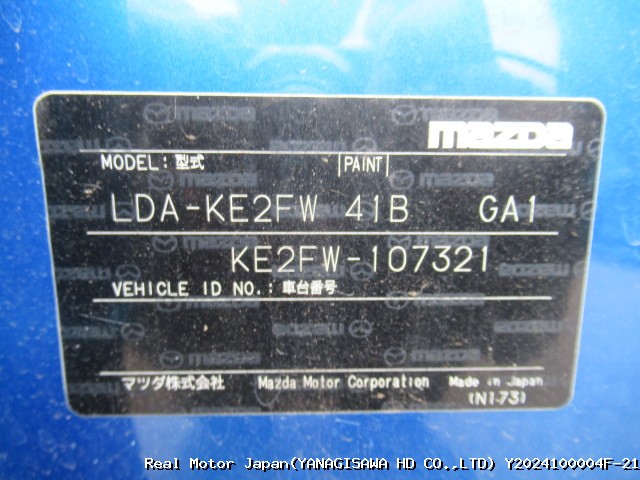 mazda
MODEL: 型式 PAINT
LDA-KE2FW 41B GA1
KE2FW-107321
VEHICLE ID NO.: 車台番号
マツダ株式会社 Mazda Motor Corporation Made in Japan
(N1-73)
Real Motor Japan(YANAGISAWA HD CO.,LTD) Y2024100004F-21